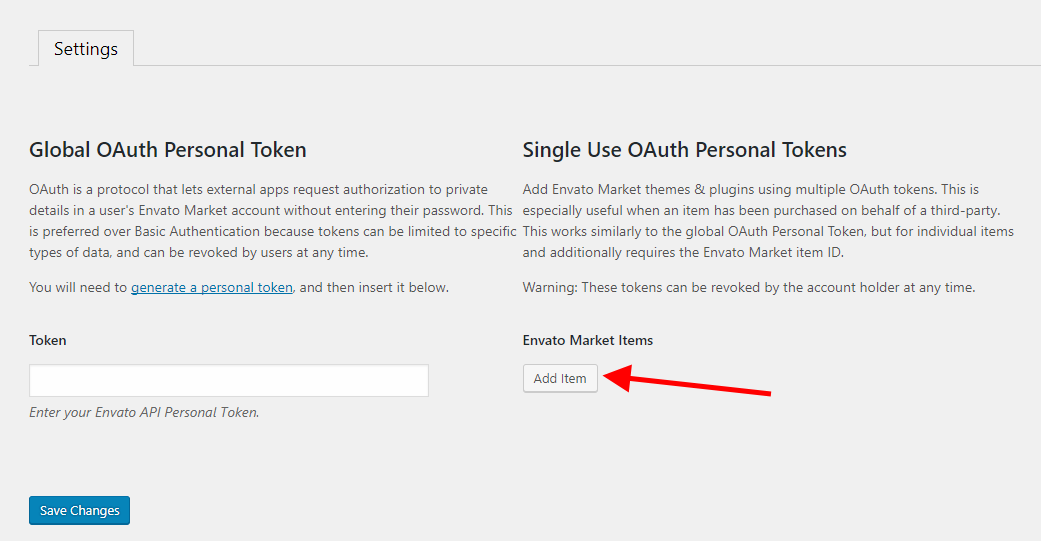 Settings
Global OAuth Personal Token
OAuth is a protocol that lets external apps request authorization to private
details in a user's Envato Market account without entering their password. This
is preferred over Basic Authentication because tokens can be limited to specific
types of data, and can be revoked by users at any time.
You will need to generate a personal token, and then insert it below.
Token
Enter your Envato API Personal Token.
Single Use OAuth Personal Tokens
Add Envato Market themes & plugins using multiple OAuth tokens. This is
especially useful when an item has been purchased on behalf of a third-party.
This works similarly to the global OAuth Personal Token, but for individual items
and additionally requires the Envato Market item ID.
Warning: These tokens can be revoked by the account holder at any time.
Envato Market Items
Add Item
Save Changes